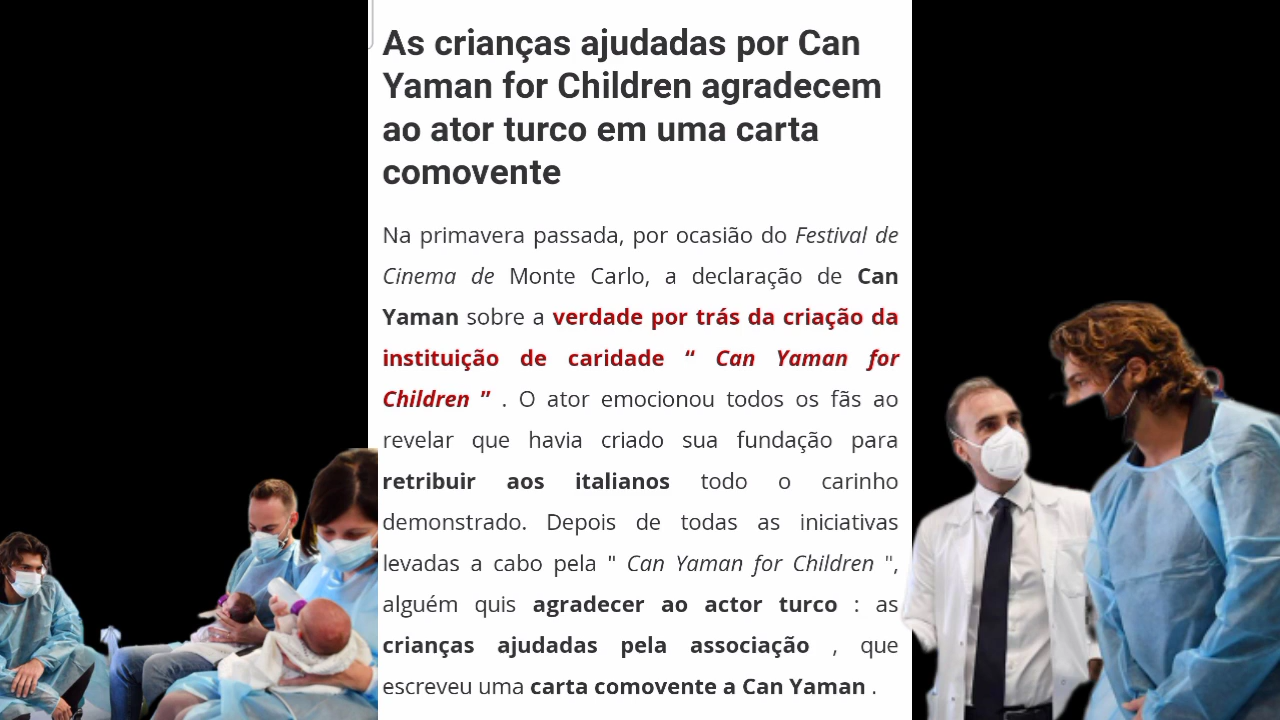 As crianças ajudadas por Can
Yaman for Children agradecem
ao ator turco em uma carta
comovente
Na primavera passada, por ocasião do Festival de
Cinema de Monte Carlo, a declaração de Can
Yaman sobre a verdade por trás da criação da
instituição de caridade “ Can Yaman for
Children ” . O ator emocionou todos os fãs ao
revelar que havia criado sua fundação para
retribuir aos italianos todo o carinho
demonstrado. Depois de todas as iniciativas
levadas a cabo pela " Can Yaman for Children ",
alguém quis agradecer ao actor turco : as
crianças ajudadas pela associação , que
escreveu uma carta comovente a Can Yaman .